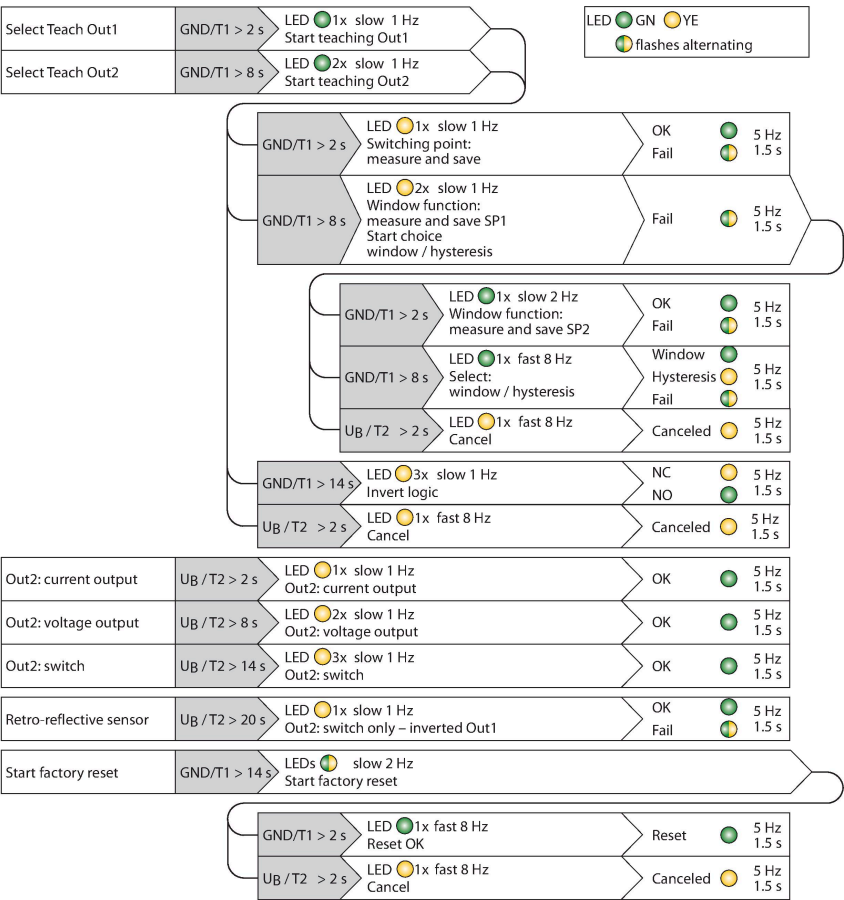 LED GN YE
flashes alternating
Select Teach Out1 GND/T1 > 2 s LED 1x slow 1 Hz
Start teaching Out1
Select Teach Out2 GND/T1 > 8 s LED 2x slow 1 Hz
Start teaching Out2
GND/T1 > 2 s LED 1x slow 1 Hz
Switching point:
measure and save
OK
Fail
5 Hz
1.5 s
GND/T1 > 8 s LED 2x slow 1 Hz
Window function:
measure and save SP1
Start choice
window / hysteresis
Fail
5 Hz
1.5 s
GND/T1 > 2 s LED 1x slow 2 Hz
Window function:
measure and save SP2
OK
Fail
5 Hz
1.5 s
GND/T1 > 8 s LED 1x fast 8 Hz
Select:
window / hysteresis
Window
Hysteresis
Fail
5 Hz
1.5 s
UB / T2 > 2 s LED 1x fast 8 Hz
Cancel
Canceled
5 Hz
1.5 s
GND/T1 > 14 s LED 3x slow 1 Hz
Invert logic
NC
NO
5 Hz
1.5 s
UB / T2 > 2 s LED 1x fast 8 Hz
Cancel
Canceled
5 Hz
1.5 s
Out2: current output UB / T2 > 2 s LED 1x slow 1 Hz
Out2: current output
OK
5 Hz
1.5 s
Out2: voltage output UB / T2 > 8 s LED 2x slow 1 Hz
Out2: voltage output
OK
5 Hz
1.5 s
Out2: switch UB / T2 > 14 s LED 3x slow 1 Hz
Out2: switch
OK
5 Hz
1.5 s
Retro-reflective sensor UB / T2 > 20 s LED 1x slow 1 Hz
Out2: switch only – inverted Out1
OK
Fail
5 Hz
1.5 s
Start factory reset GND/T1 > 14 s LEDs slow 2 Hz
Start factory reset
GND/T1 > 2 s LED 1x fast 8 Hz
Reset OK
Reset
5 Hz
1.5 s
UB / T2 > 2 s LED 1x fast 8 Hz
Cancel
Canceled
5 Hz
1.5 s